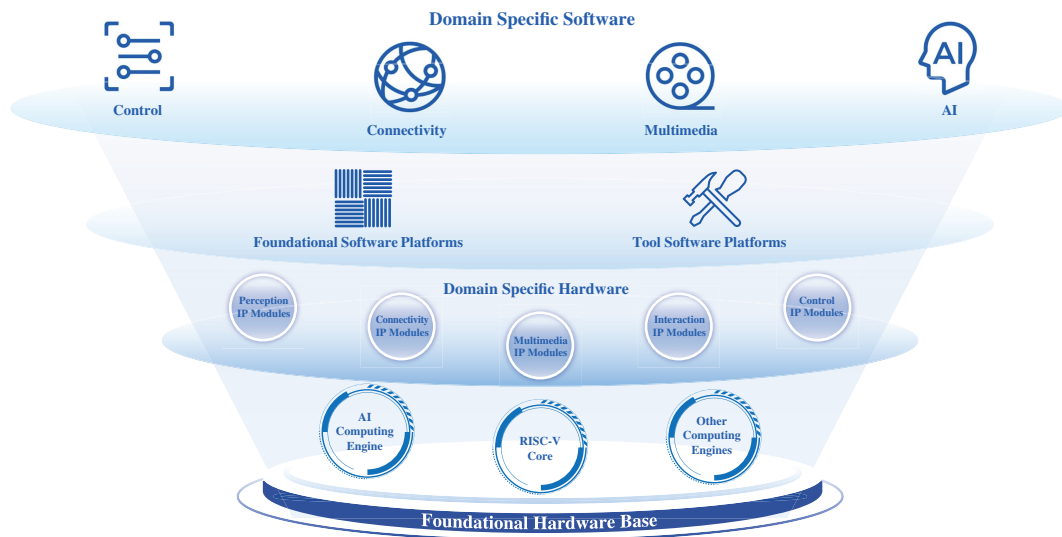 Domain Specific Software
AI
Control
Connectivity
Multimedia
AI
Foundational Software Platforms
Tool Software Platforms
Domain Specific Hardware
Perception
IP Modules
Connectivity
IP Modules
Multimedia
IP Modules
Interaction
IP Modules
Control
IP Modules
AI
Computing
Engine
RISC-V
Core
Other
Computing
Engines
Foundational Hardware Base